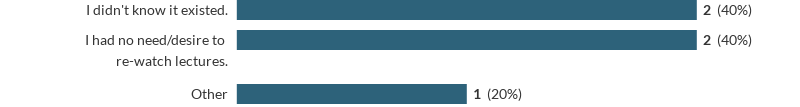 I didn't know it existed. 2 (40%)
I had no need/desire to 2 (40%)
re-watch lectures.
Other 1 (20%)